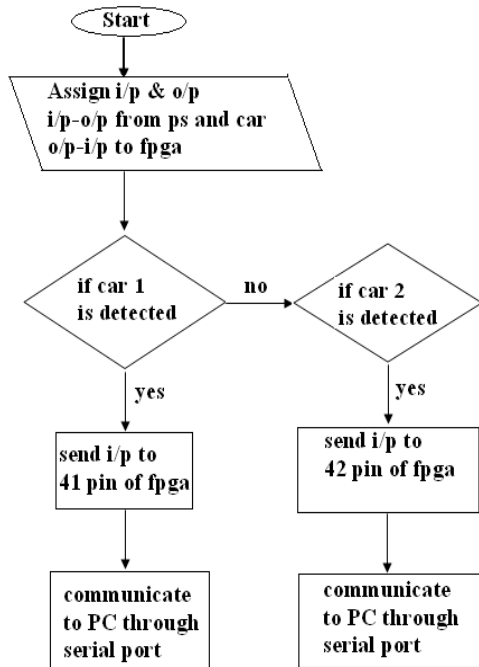 Start
Assign i/p & o/p
i/p-o/p from ps and car
o/p-i/p to fpga
if car 1
is detected
no
if car 2
is detected
yes
yes
send i/p to
41 pin of fpga
send i/p to
42 pin of fpga
communicate
to PC through
serial port
communicate
to PC through
serial port